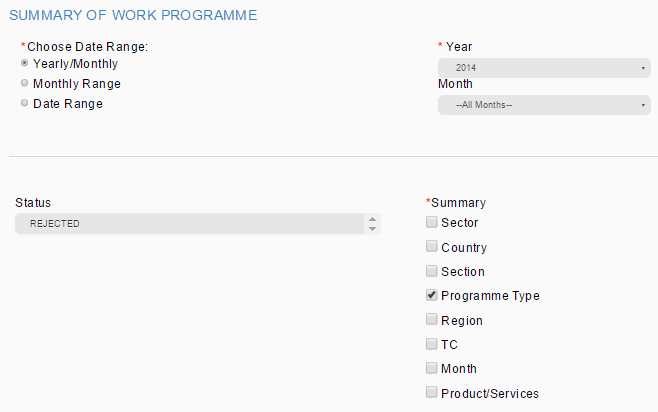 SUMMARY OF WORK PROGRAMME
*Choose Date Range:
Yearly/Monthly
Monthly Range
Date Range
* Year
2014
Month
--All Months--
Status
REJECTED
*Summary
Sector
Country
Section
Programme Type
Region
TC
Month
Product/Services